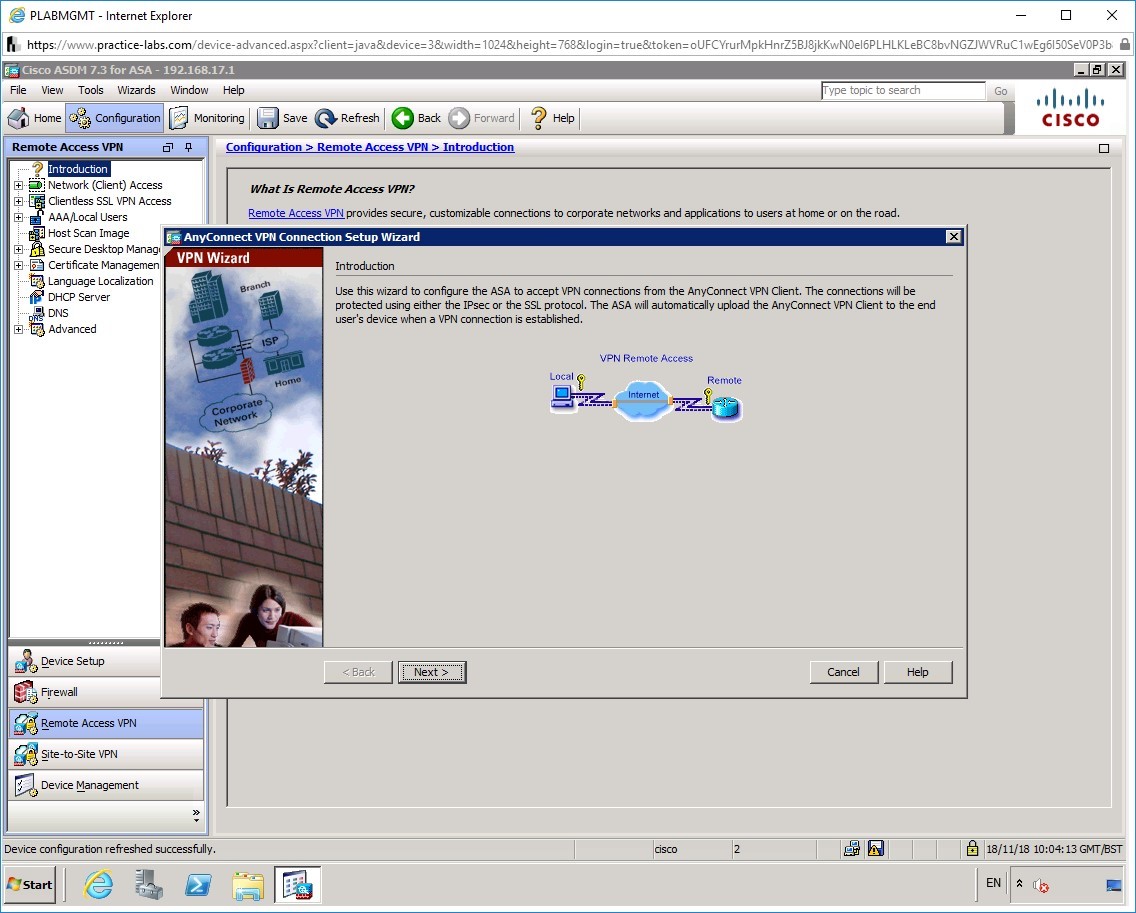 PLABMGMT - Internet Explorer
https://www.practice-labs.com/device-advanced.aspx?client=java&device=3&width=1024&height=768&login=true&token=
Cisco ASDM 7.3 for ASA - 192.168.17.1
File View Tools Wizards Window Help
Type topic to search
Go
Home Configuration Monitoring Save Refresh Back Forward Help
CISCO
Remote Access VPN
Configuration > Remote Access VPN > Introduction
Introduction
Network (Client) Access
Clientless SSL VPN Access
AAA/Local Users
Host Scan Image
Secure Desktop Manag
Certificate Managemen
Language Localization
DHCP Server
DNS
Advanced
What Is Remote Access VPN?
Remote Access VPN provides secure, customizable connections to corporate networks and applications to users at home or on the road.
AnyConnect VPN Connection Setup Wizard
VPN Wizard
Branch
ISP
Home
Corporate
Network
Introduction
Use this wizard to configure the ASA to accept VPN connections from the AnyConnect VPN Client. The connections will be
protected using either the IPsec or the SSL protocol. The ASA will automatically upload the AnyConnect VPN Client to the end
user's device when a VPN connection is established.
VPN Remote Access
Local
Internet
Remote
< Back Next > Cancel Help
Device Setup
Firewall
Remote Access VPN
Site-to-Site VPN
Device Management
Device configuration refreshed successfully.
cisco
2
18/11/18 10:04:13 GMT/BST
Start
EN